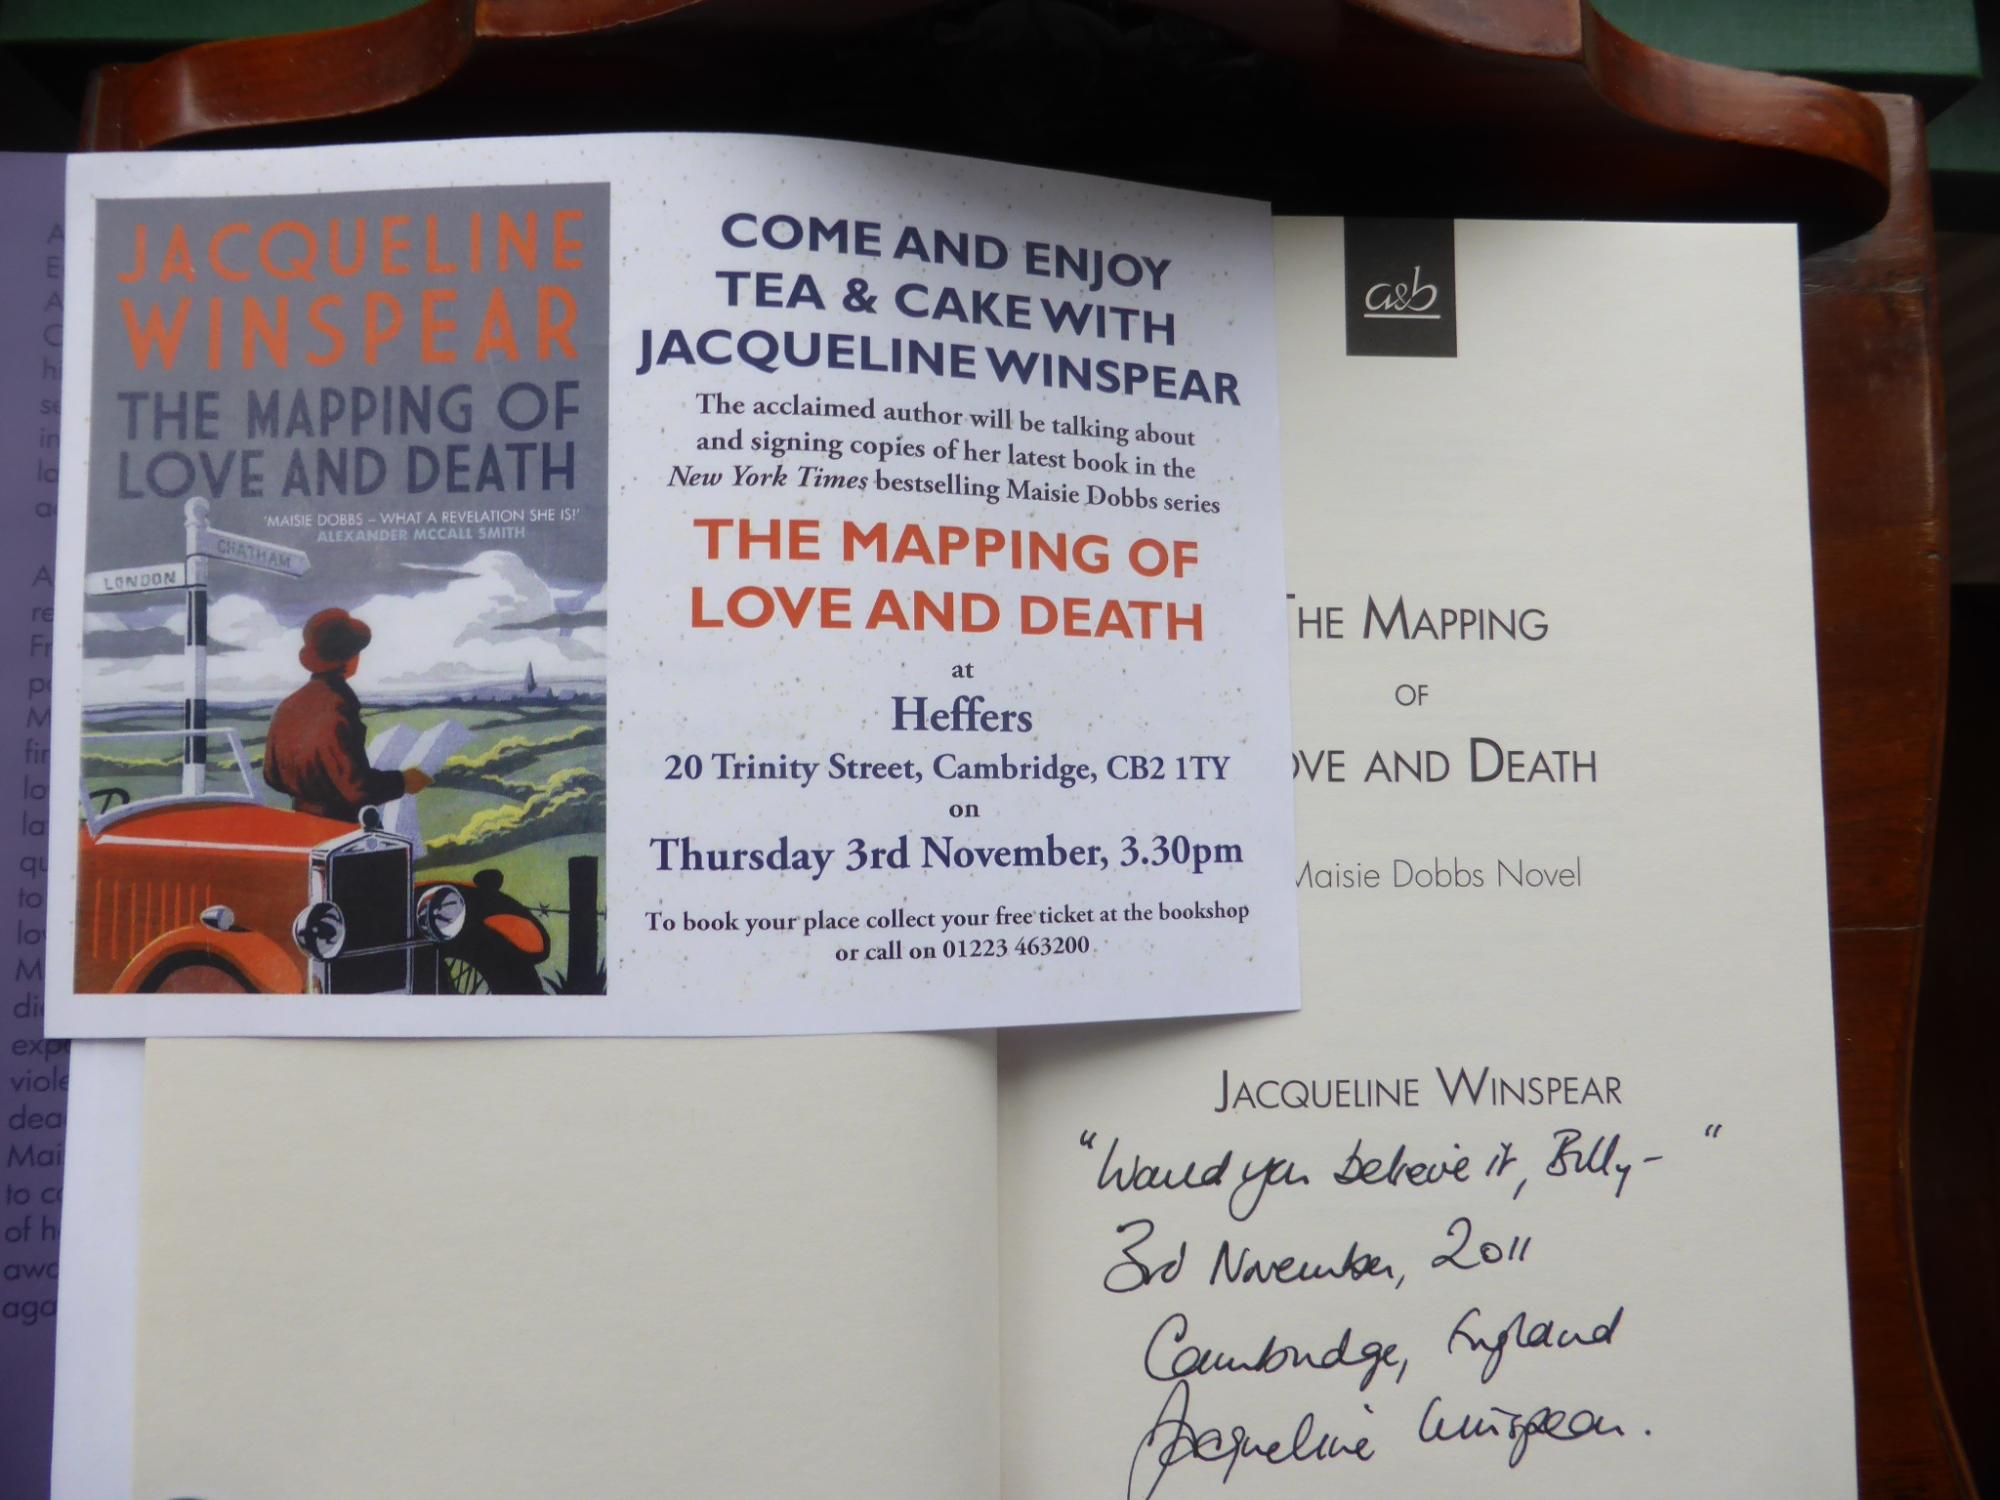 JACQUELINE
WINSPEAR
THE MAPPING OF
LOVE AND DEATH
'MAISIE DOBBS – WHAT A REVELATION SHE IS!'
ALEXANDER MCCALL SMITH
CHATHAM
LONDON
COME AND ENJOY
TEA & CAKE WITH
JACQUELINE WINSPEAR
The acclaimed author will be talking about
and signing copies of her latest book in the
New York Times bestselling Maisie Dobbs series
THE MAPPING OF
LOVE AND DEATH
at
Heffers
20 Trinity Street, Cambridge, CB2 1TY
on
Thursday 3rd November, 3.30pm
To book your place collect your free ticket at the bookshop
or call on 01223 463200
a&b
THE MAPPING
OF
OVE AND DEATH
Maisie Dobbs Novel
JACQUELINE WINSPEAR
"Would you believe it, Billy – "
3rd November, 2011
Cambridge, England
Jacqueline Winspear.